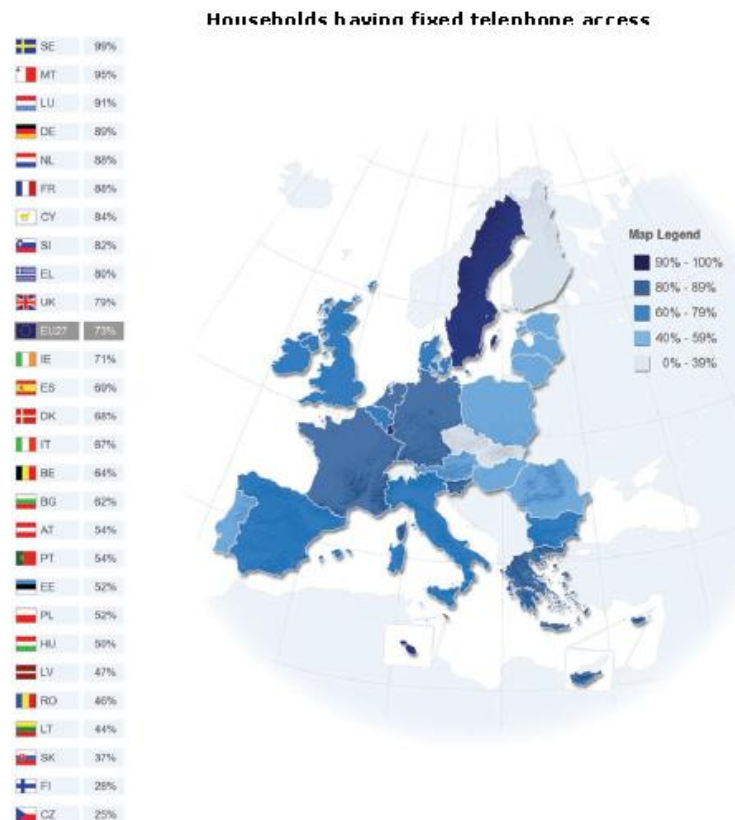 Households having fixed telephone access
SE 99%
MT 95%
LU 91%
DE 89%
NL 88%
FR 88%
CY 84%
SI 82%
EL 80%
UK 79%
EU27 73%
IE 71%
ES 69%
DK 68%
IT 67%
BE 64%
BG 62%
AT 54%
PT 54%
EE 52%
PL 52%
HU 50%
LV 47%
RO 46%
LT 44%
SK 37%
FI 28%
CZ 25%
Map Legend
90% - 100%
80% - 89%
60% - 79%
40% - 59%
0% - 39%